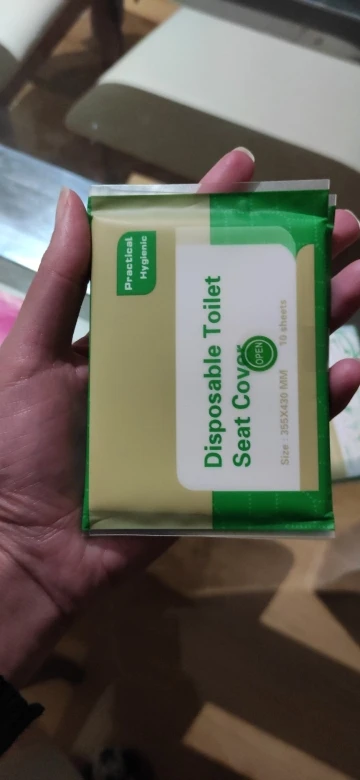 Practical
Hygienic
Disposable Toilet
Seat Cover
OPEN
Size : 355X430 MM
10 sheets